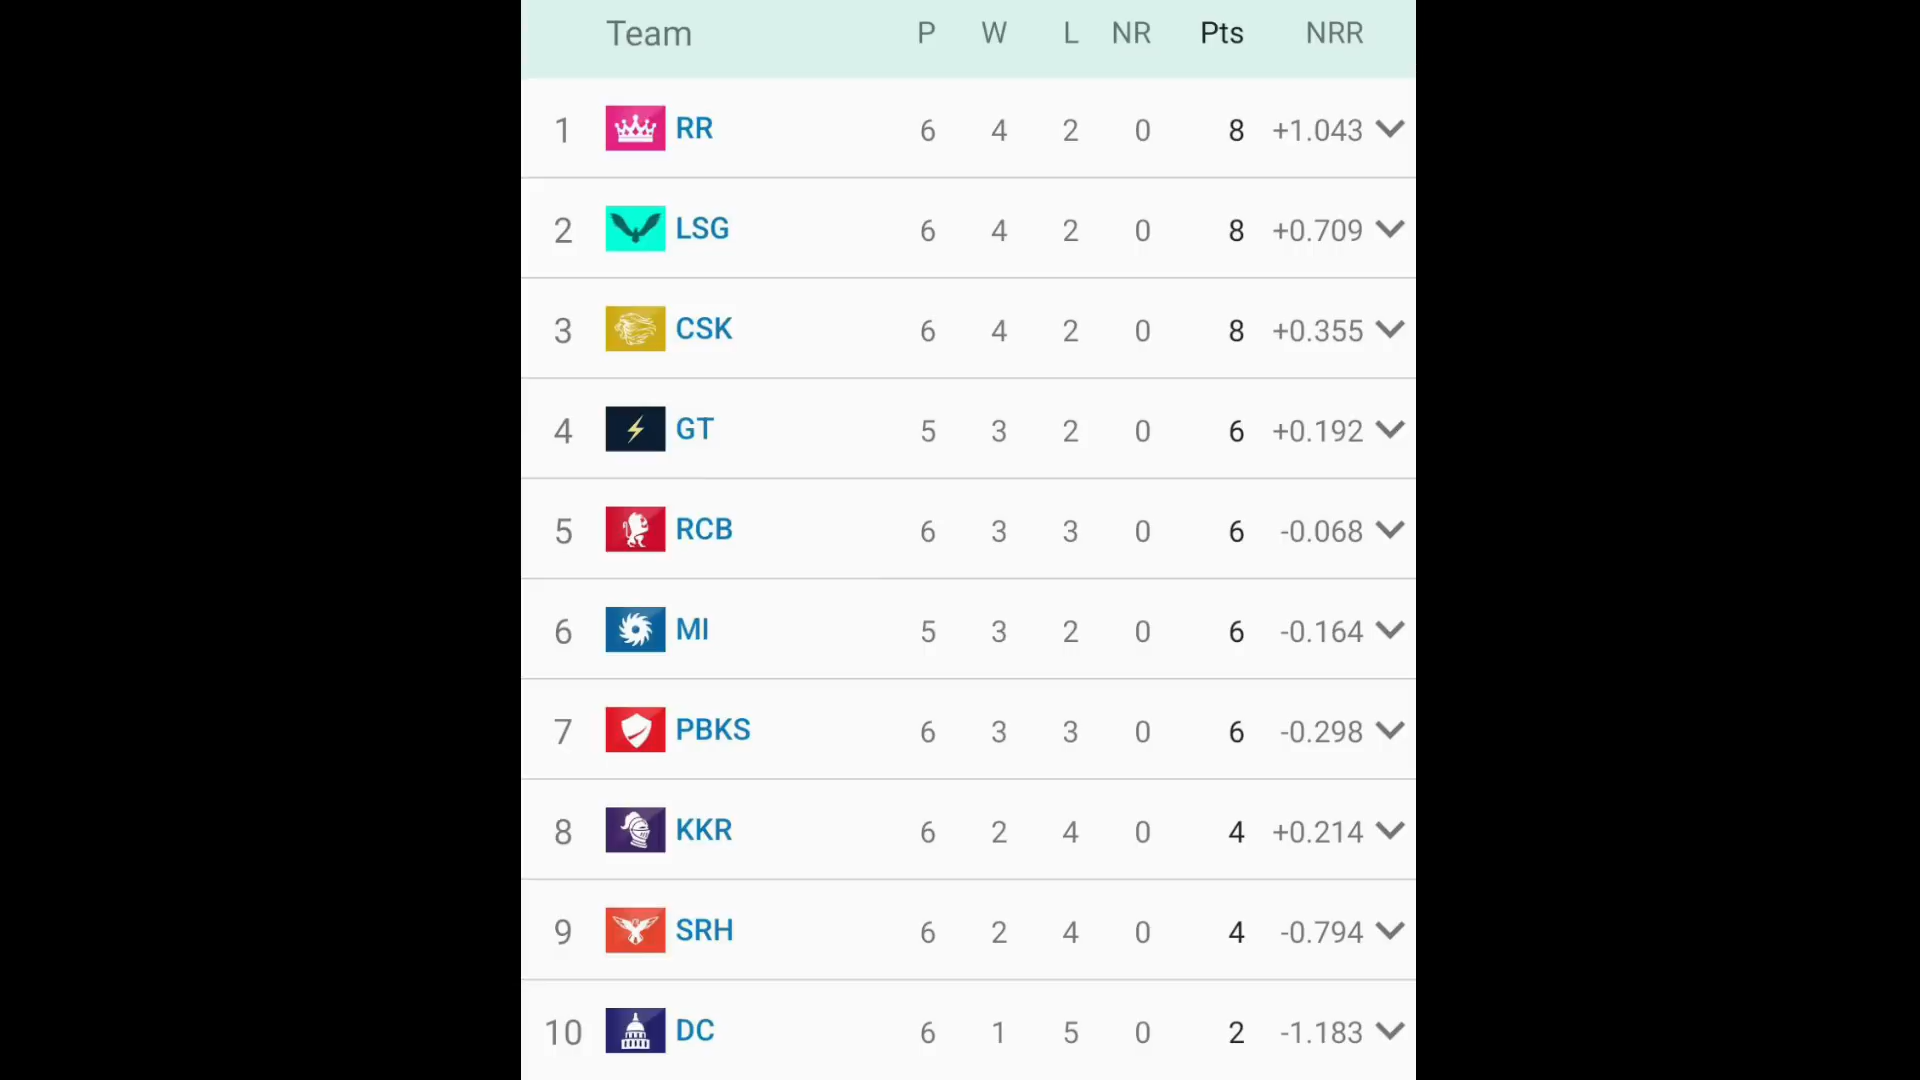 Team P W L NR Pts NRR
1 RR 6 4 2 0 8 +1.043
2 LSG 6 4 2 0 8 +0.709
3 CSK 6 4 2 0 8 +0.355
4 GT 5 3 2 0 6 +0.192
5 RCB 6 3 3 0 6 -0.068
6 MI 5 3 2 0 6 -0.164
7 PBKS 6 3 3 0 6 -0.298
8 KKR 6 2 4 0 4 +0.214
9 SRH 6 2 4 0 4 -0.794
10 DC 6 1 5 0 2 -1.183